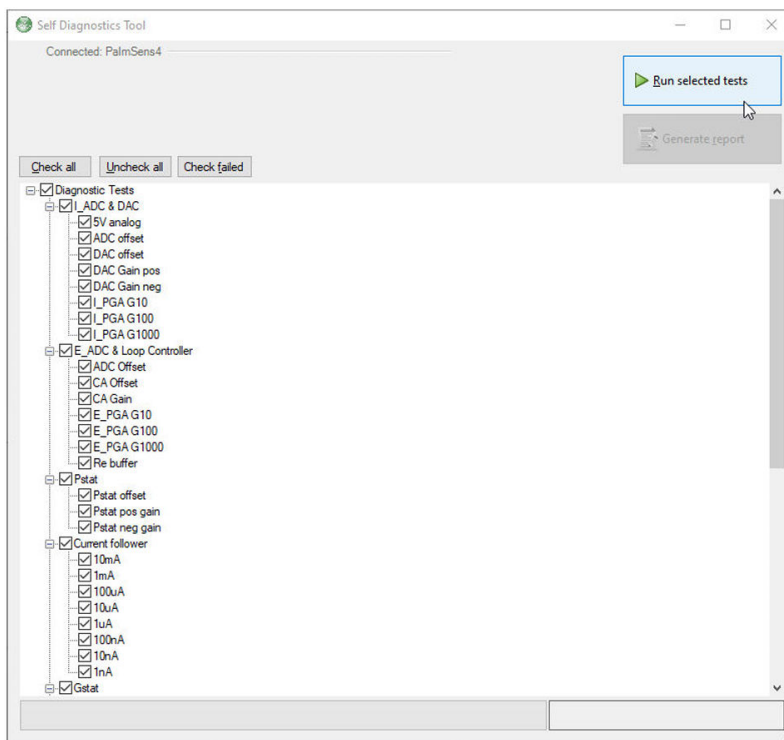 Self Diagnostics Tool
Connected: PalmSens4
Run selected tests
Generate report
Check all
Uncheck all
Check failed
Diagnostic Tests
I_ADC & DAC
5V analog
ADC offset
DAC offset
DAC Gain pos
DAC Gain neg
I_PGA G10
I_PGA G100
I_PGA G1000
E_ADC & Loop Controller
ADC Offset
CA Offset
CA Gain
E_PGA G10
E_PGA G100
E_PGA G1000
Re buffer
Pstat
Pstat offset
Pstat pos gain
Pstat neg gain
Current follower
10mA
1mA
100uA
10uA
1uA
100nA
10nA
1nA
Gstat